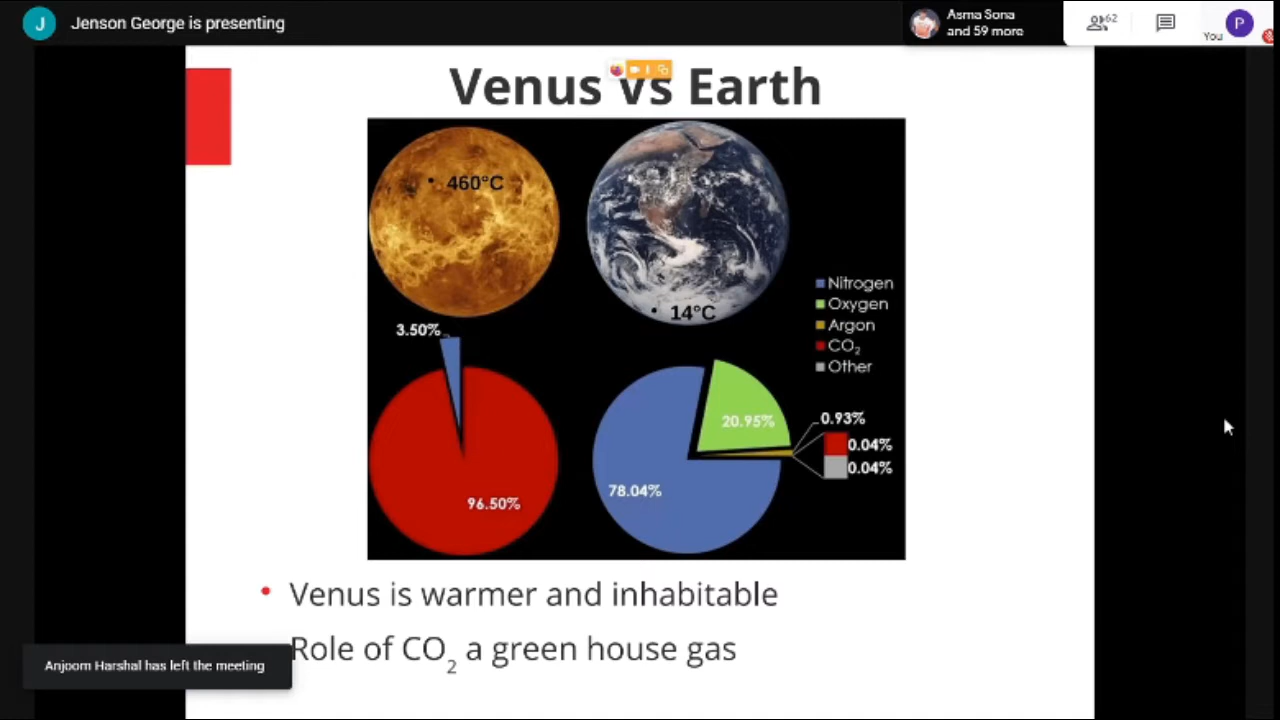 J
Jenson George is presenting
Asma Sona
and 59 more
62
You
P
Venus vs Earth
• 460°C
• 14°C
Nitrogen
Oxygen
Argon
CO₂
Other
3.50%
96.50%
20.95%
78.04%
0.93%
0.04%
0.04%
• Venus is warmer and inhabitable
Role of CO₂ a green house gas
Anjoom Harshal has left the meeting